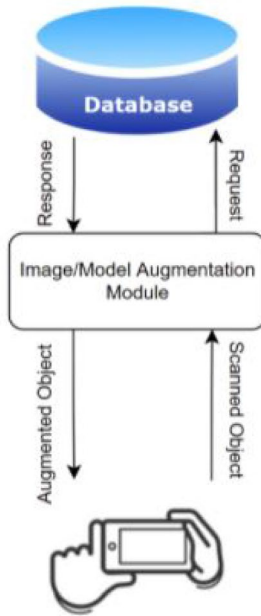 Database
Response
Request
Image/Model Augmentation
Module
Augmented Object
Scanned Object